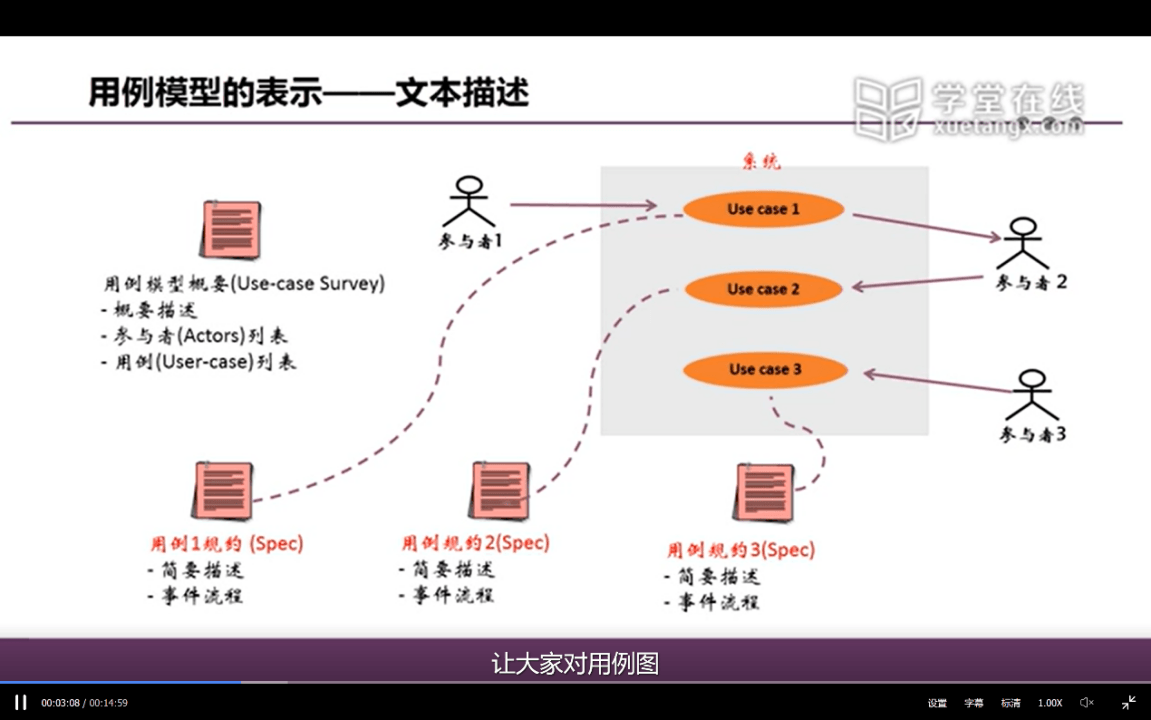 用例模型的表示——文本描述
学堂在线
xuetangx.com
系统
Use case 1
参与者1
参与者 2
用例模型概要(Use-case Survey)
- 概要描述
- 参与者(Actors)列表
- 用例(User-case)列表
Use case 2
Use case 3
参与者3
用例1规约 (Spec)
- 简要描述
- 事件流程
用例规约2(Spec)
- 简要描述
- 事件流程
用例规约3(Spec)
- 简要描述
- 事件流程
让大家对用例图
00:03:08 / 00:14:59
设置
字幕
标清
1.00X